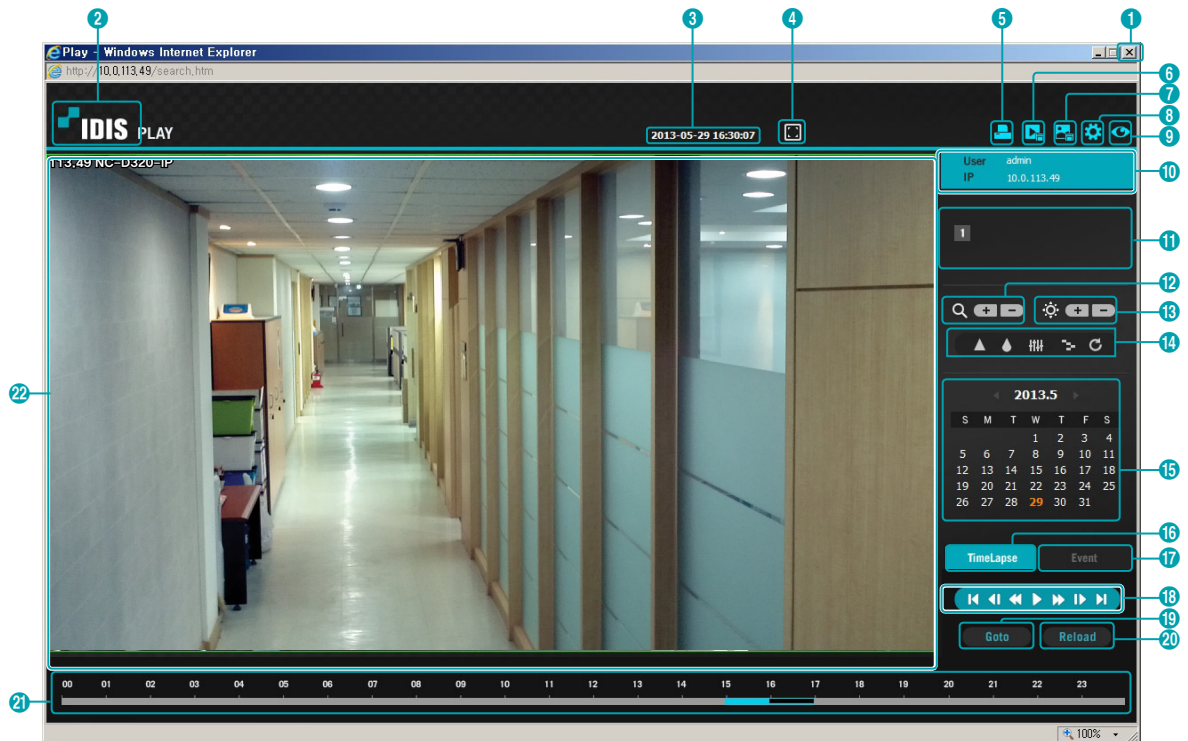 2
3
4
5
1
Play - Windows Internet Explorer
http://10.0.113.49/search.htm
6
7
8
9
IDIS PLAY
2013-05-29 16:30:07
113.49 NC-D320-IP
User admin
IP 10.0.113.49
10
1
11
12
13
14
22
2013.5
S M T W T F S
1 2 3 4
5 6 7 8 9 10 11
12 13 14 15 16 17 18
19 20 21 22 23 24 25
26 27 28 29 30 31
15
16
TimeLapse
Event
17
18
19
Goto
Reload
20
00 01 02 03 04 05 06 07 08 09 10 11 12 13 14 15 16 17 18 19 20 21 22 23
21
100%